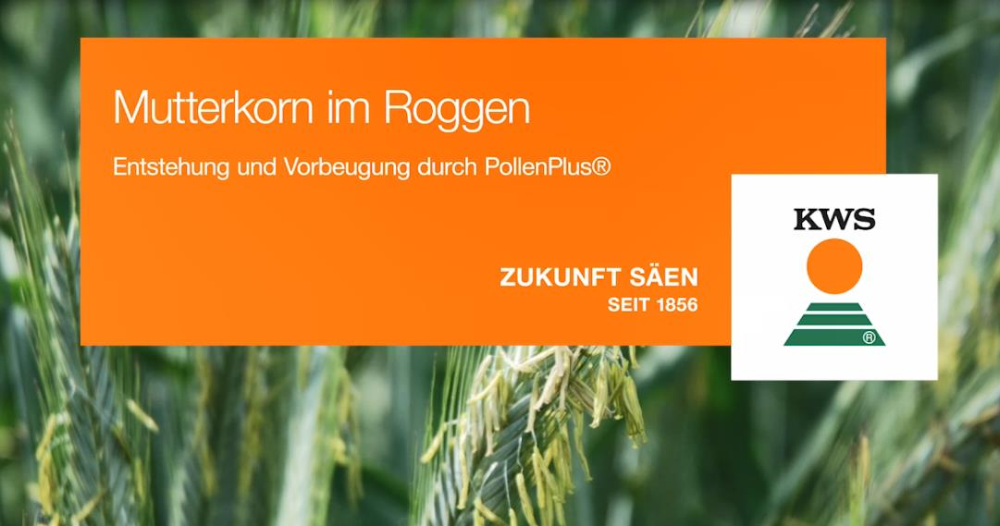 Mutterkorn im Roggen
Entstehung und Vorbeugung durch PollenPlus®
ZUKUNFT SÄEN
SEIT 1856
KWS
®